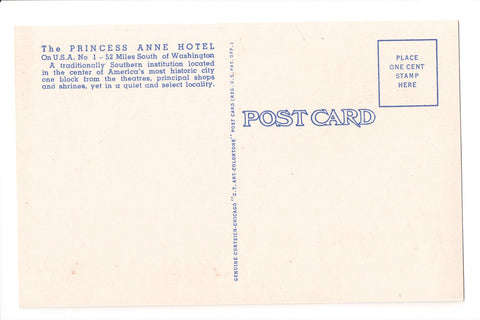 The PRINCESS ANNE HOTEL
On U.S.A. No 1 - 52 Miles South of Washington
A traditionally Southern institution located
in the center of America's most historic city
one block from the theatres, principal shops
and shrines, yet in a quiet and select locality.
GENUINE CURTEICH-CHICAGO "C.T. ART-COLORTONE" POST CARD (REG. U.S. PAT. OFF.)
POST CARD
PLACE
ONE CENT
STAMP
HERE